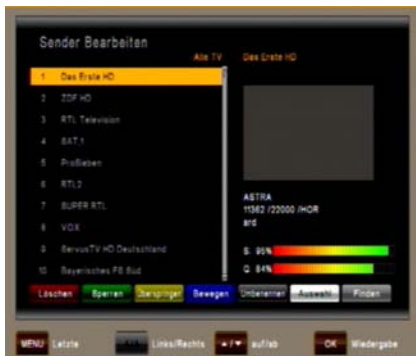 Sender Bearbeiten
Alle TV
Das Erste HD
1 Das Erste HD
2 ZDF HD
3 RTL Television
4 SAT.1
5 ProSieben
6 RTL2
7 SUPER RTL
8 VOX
9 ServusTV HD Deutschland
10 Bayerisches FS Süd
ASTRA
11362 /22000 /HOR
ard
S: 95%
Q: 84%
Löschen Sperren Überspringen Bewegen Umbenennen Auswahl Finden
MENU Letzte Links/Rechts ▲/▼ auf/ab OK Wiedergabe